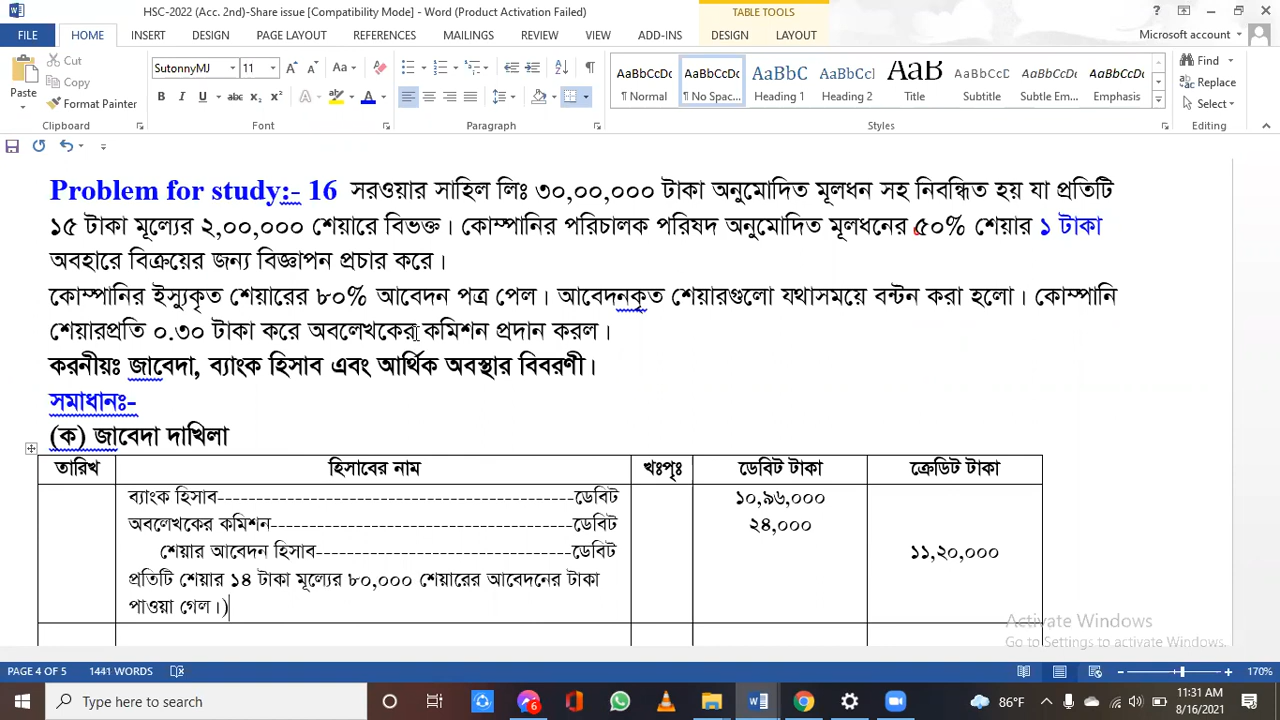 HSC-2022 (Acc. 2nd)-Share issue [Compatibility Mode] - Word (Product Activation Failed)
TABLE TOOLS
FILE HOME INSERT DESIGN PAGE LAYOUT REFERENCES MAILINGS REVIEW VIEW ADD-INS DESIGN LAYOUT Microsoft account
Cut
Copy
Format Painter
Paste
Clipboard
SutonnyMJ 11
Font
Paragraph
AaBbCcDc AaBbCcDc AaBbC AaBbCcD AaB AaBbCcDc AaBbCcDc AaBbCcDc
¶ Normal ¶ No Spac... Heading 1 Heading 2 Title Subtitle Subtle Em... Emphasis
Styles
Find
Replace
Select
Editing
Problem for study:- 16 সরওয়ার সাহিল লিঃ ৩০,০০,০০০ টাকা অনুমোদিত মূলধন সহ নিবন্ধিত হয় যা প্রতিটি
১৫ টাকা মূল্যের ২,০০,০০০ শেয়ারে বিভক্ত। কোম্পানির পরিচালক পরিষদ অনুমোদিত মূলধনের ৫০% শেয়ার ১ টাকা
অবহারে বিক্রয়ের জন্য বিজ্ঞাপন প্রচার করে।
কোম্পানির ইস্যুকৃত শেয়ারের ৮০% আবেদন পত্র পেল। আবেদনকৃত শেয়ারগুলো যথাসময়ে বন্টন করা হলো। কোম্পানি
শেয়ারপ্রতি ০.৩০ টাকা করে অবলেখকের কমিশন প্রদান করল।
করনীয়ঃ জাবেদা, ব্যাংক হিসাব এবং আর্থিক অবস্থার বিবরণী।
সমাধানঃ-
(ক) জাবেদা দাখিলা
তারিখ হিসাবের নাম খঃপৃঃ ডেবিট টাকা ক্রেডিট টাকা
ব্যাংক হিসাব----------------------------------------------ডেবিট ১০,৯৬,০০০
অবলেখকের কমিশন---------------------------------------ডেবিট ২৪,০০০
শেয়ার আবেদন হিসাব---------------------------------ডেবিট ১১,২০,০০০
প্রতিটি শেয়ার ১৪ টাকা মূল্যের ৮০,০০০ শেয়ারের আবেদনের টাকা
পাওয়া গেল।)
Activate Windows
Go to Settings to activate Windows.
PAGE 4 OF 5 1441 WORDS 170%
Type here to search
6
86°F
11:31 AM
8/16/2021